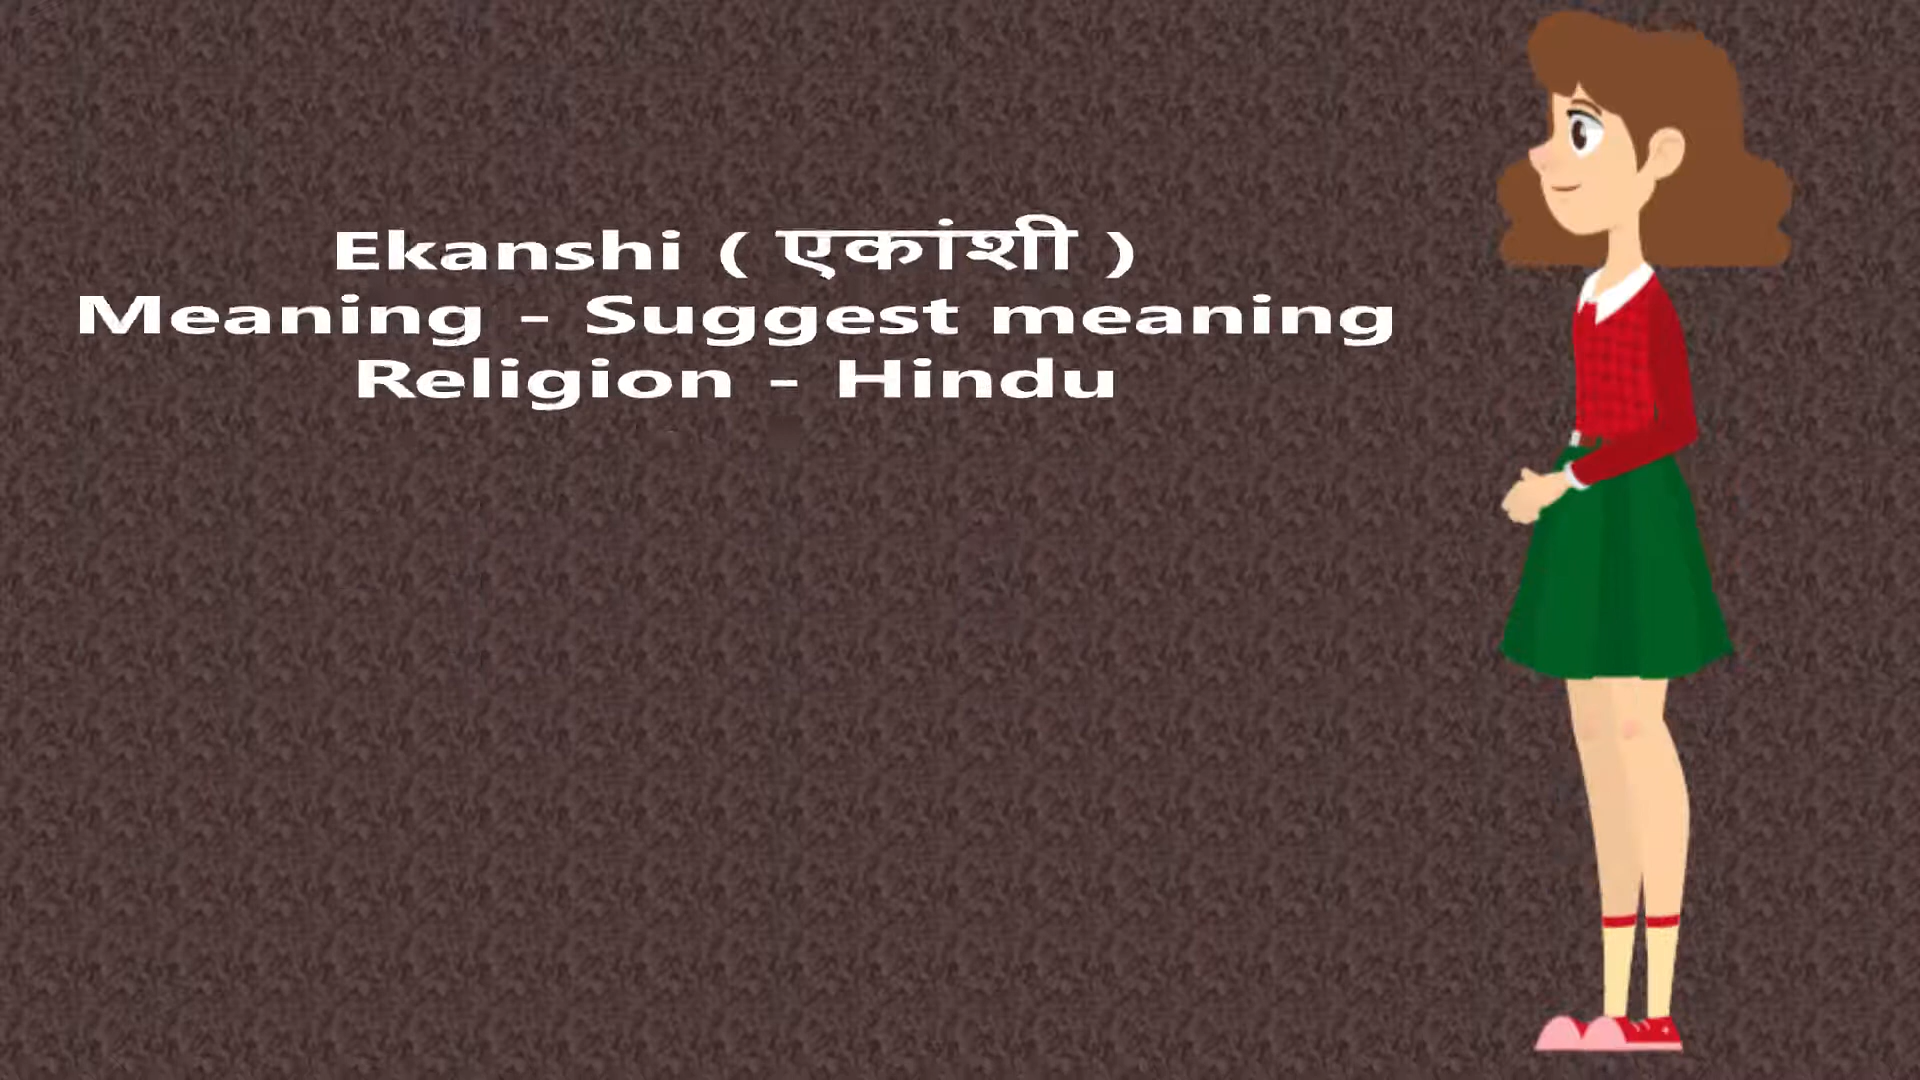 Ekanshi ( एकांशी )
Meaning - Suggest meaning
Religion - Hindu